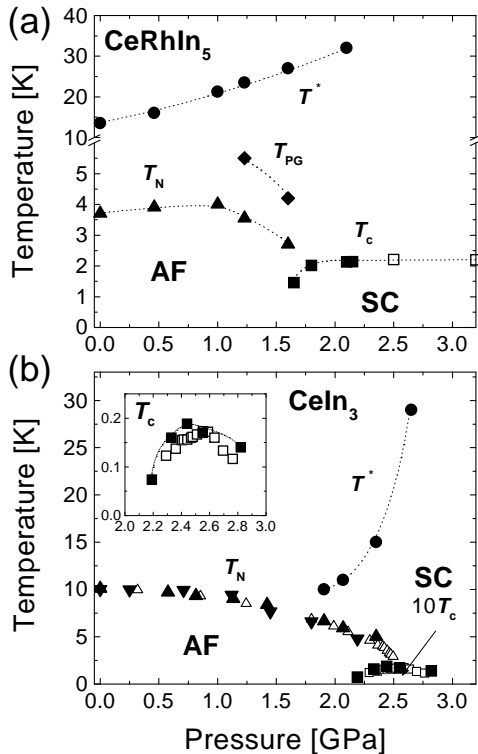 (a)
CeRhIn5
Temperature [K]
40
30
20
10
5
4
3
2
1
0
T*
TPG
TN
Tc
AF
SC
0.0 0.5 1.0 1.5 2.0 2.5 3.0
(b)
CeIn3
Temperature [K]
30
25
20
15
10
5
0
Tc
0.2
0.1
0.0
2.0 2.2 2.4 2.6 2.8 3.0
T*
TN
SC
10Tc
AF
0.0 0.5 1.0 1.5 2.0 2.5 3.0
Pressure [GPa]